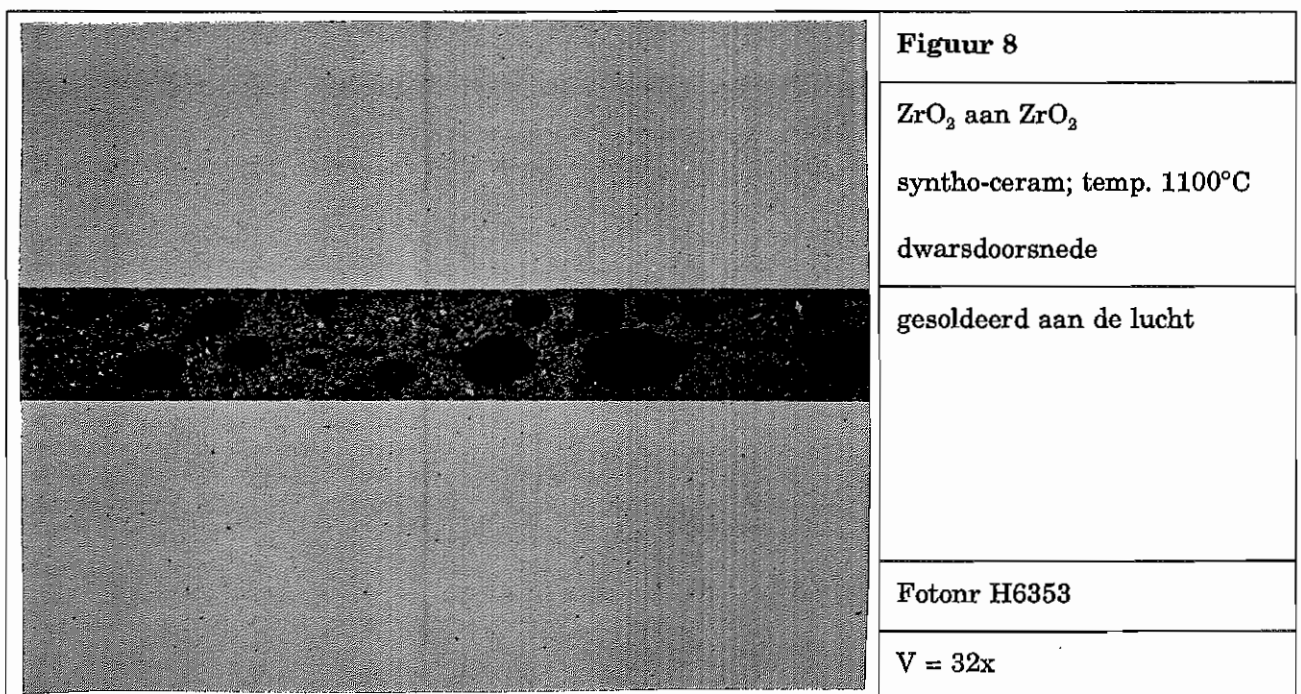 Figuur 8
ZrO₂ aan ZrO₂
syntho-ceram; temp. 1100°C
dwarsdoorsnede
gesoldeerd aan de lucht
Fotonr H6353
V = 32x